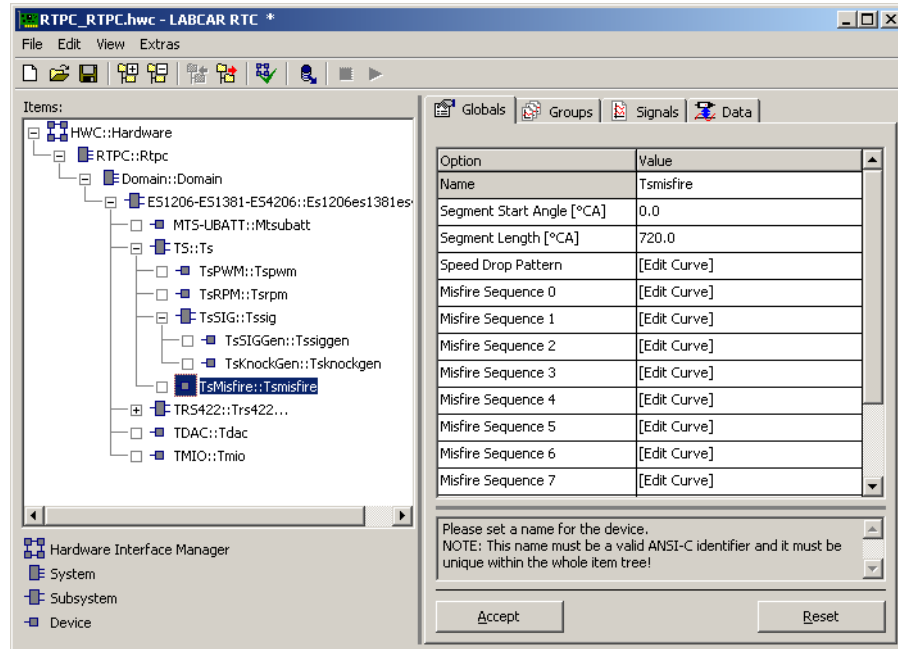 RTPC_RTPC.hwc - LABCAR RTC *
File Edit View Extras
Items:
HWC::Hardware
RTPC::Rtpc
Domain::Domain
ES1206-ES1381-ES4206::Es1206es1381es
MTS-UBATT::Mtsubatt
TS::Ts
TsPWM::Tspwm
TsRPM::Tsrpm
TsSIG::Tssig
TsSIGGen::Tssiggen
TsKnockGen::Tsknockgen
TsMisfire::Tsmisfire
TRS422::Trs422...
TDAC::Tdac
TMIO::Tmio
Hardware Interface Manager
System
Subsystem
Device
Globals Groups Signals Data
Option Value
Name Tsmisfire
Segment Start Angle [°CA] 0.0
Segment Length [°CA] 720.0
Speed Drop Pattern [Edit Curve]
Misfire Sequence 0 [Edit Curve]
Misfire Sequence 1 [Edit Curve]
Misfire Sequence 2 [Edit Curve]
Misfire Sequence 3 [Edit Curve]
Misfire Sequence 4 [Edit Curve]
Misfire Sequence 5 [Edit Curve]
Misfire Sequence 6 [Edit Curve]
Misfire Sequence 7 [Edit Curve]
Please set a name for the device.
NOTE: This name must be a valid ANSI-C identifier and it must be
unique within the whole item tree!
Accept Reset